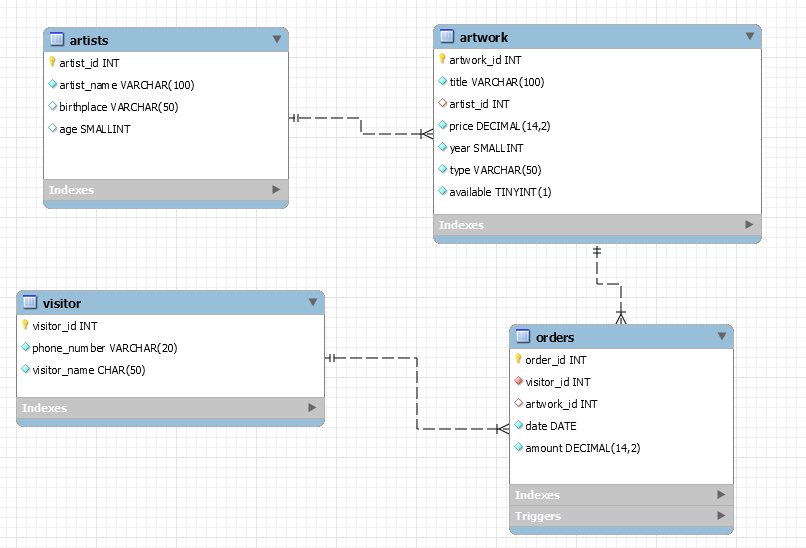 artists
artist_id INT
artist_name VARCHAR(100)
birthplace VARCHAR(50)
age SMALLINT
Indexes
artwork
artwork_id INT
title VARCHAR(100)
artist_id INT
price DECIMAL(14,2)
year SMALLINT
type VARCHAR(50)
available TINYINT(1)
Indexes
visitor
visitor_id INT
phone_number VARCHAR(20)
visitor_name CHAR(50)
Indexes
orders
order_id INT
visitor_id INT
artwork_id INT
date DATE
amount DECIMAL(14,2)
Indexes
Triggers